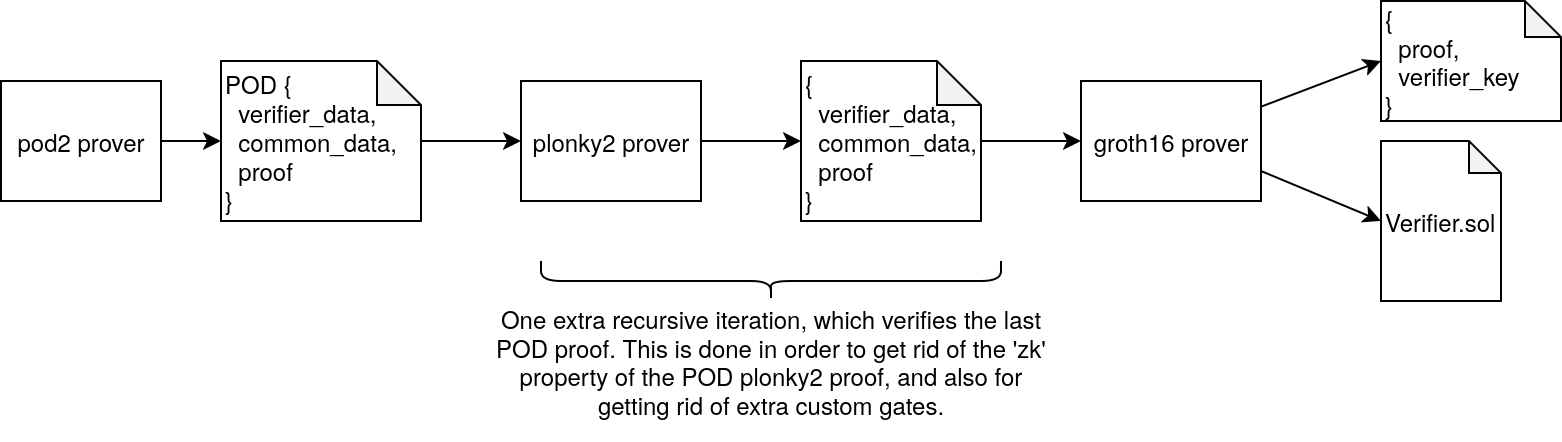 pod2 prover
POD {
verifier_data,
common_data,
proof
}
plonky2 prover
{
verifier_data,
common_data,
proof
}
groth16 prover
{
proof,
verifier_key
}
Verifier.sol
One extra recursive iteration, which verifies the last
POD proof. This is done in order to get rid of the 'zk'
property of the POD plonky2 proof, and also for
getting rid of extra custom gates.